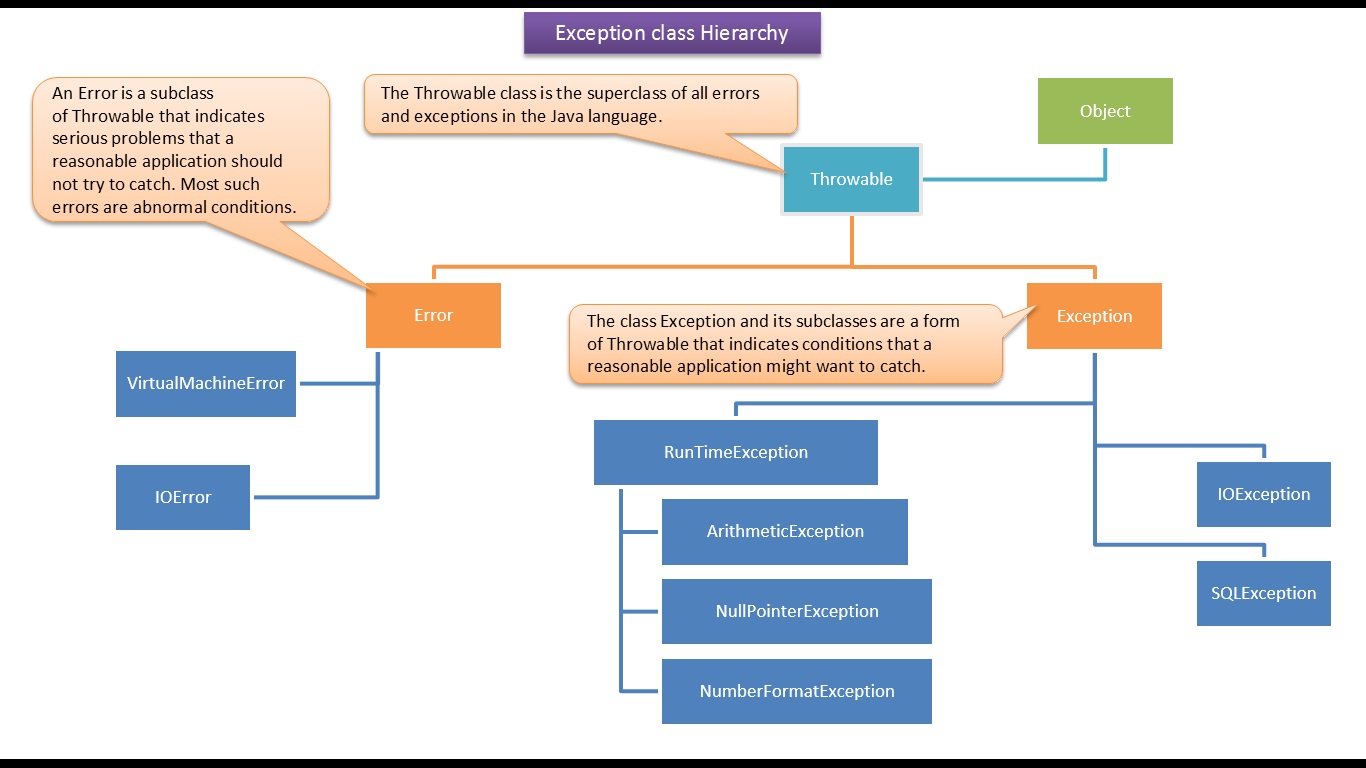 Exception class Hierarchy
An Error is a subclass
of Throwable that indicates
serious problems that a
reasonable application should
not try to catch. Most such
errors are abnormal conditions.
The Throwable class is the superclass of all errors
and exceptions in the Java language.
Object
Throwable
Error
The class Exception and its subclasses are a form
of Throwable that indicates conditions that a
reasonable application might want to catch.
Exception
VirtualMachineError
IOError
RunTimeException
ArithmeticException
NullPointerException
NumberFormatException
IOException
SQLException